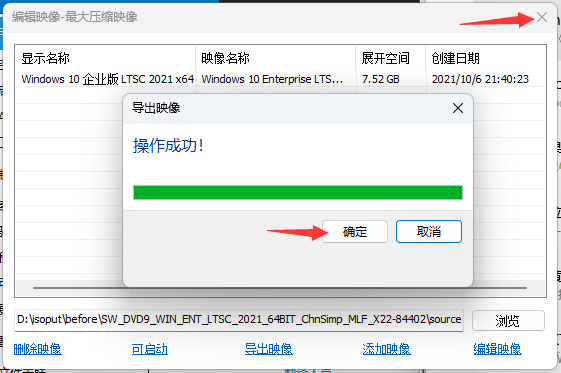 编辑映像-最大压缩映像
显示名称 映像名称 展开空间 创建日期
Windows 10 企业版 LTSC 2021 x64 Windows 10 Enterprise LTS... 7.52 GB 2021/10/6 21:40:23
导出映像
操作成功!
确定 取消
D:\isoput\before\SW_DVD9_WIN_ENT_LTSC_2021_64BIT_ChnSimp_MLF_X22-84402\source 浏览
删除映像 可启动 导出映像 添加映像 编辑映像